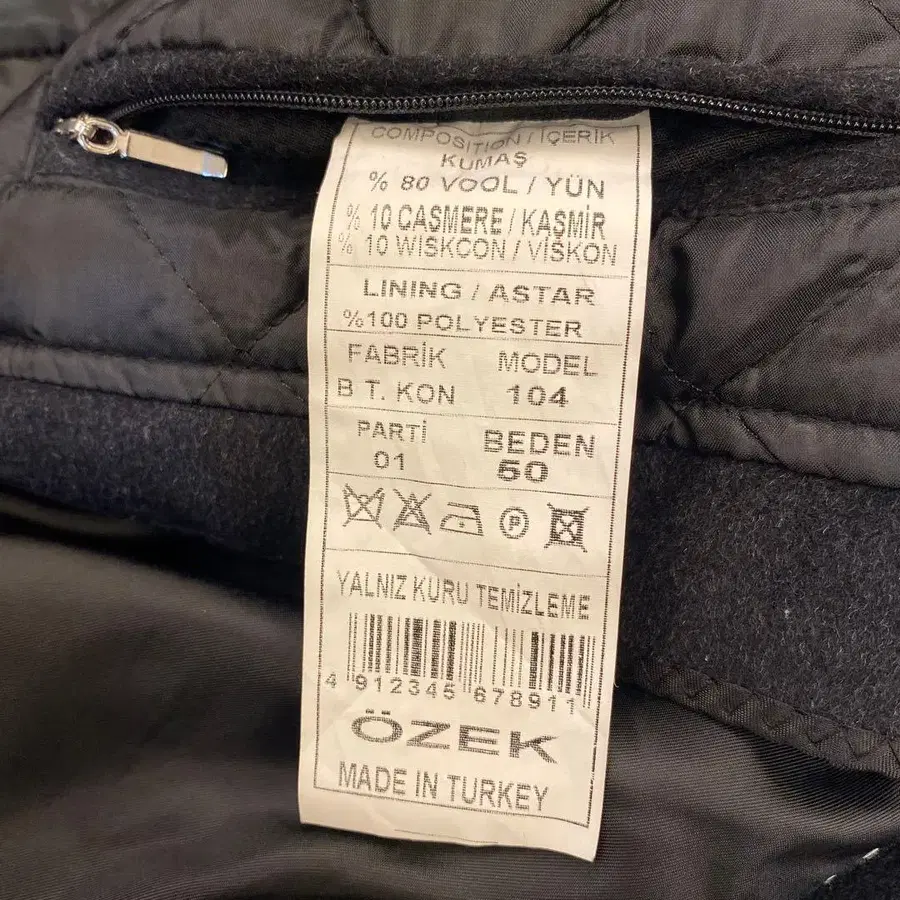 COMPOSITION / İÇERİK
KUMAŞ
% 80 VOOL / YÜN
% 10 CASMERE / KAŞMİR
% 10 WISKCON / VİSKON
LINING / ASTAR
%100 POLYESTER
FABRİK MODEL
B T. KON 104
PARTİ BEDEN
01 50
P
YALNIZ KURU TEMİZLEME
4 912345 678911
ÖZEK
MADE IN TURKEY